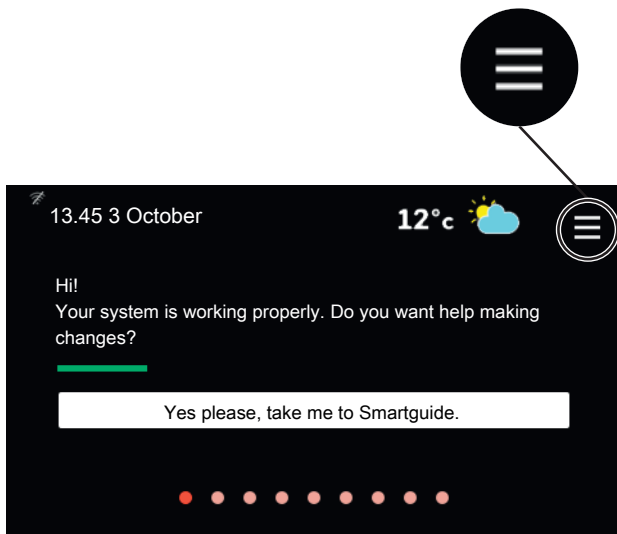 13.45 3 October
12°c
Hi!
Your system is working properly. Do you want help making
changes?
Yes please, take me to Smartguide.